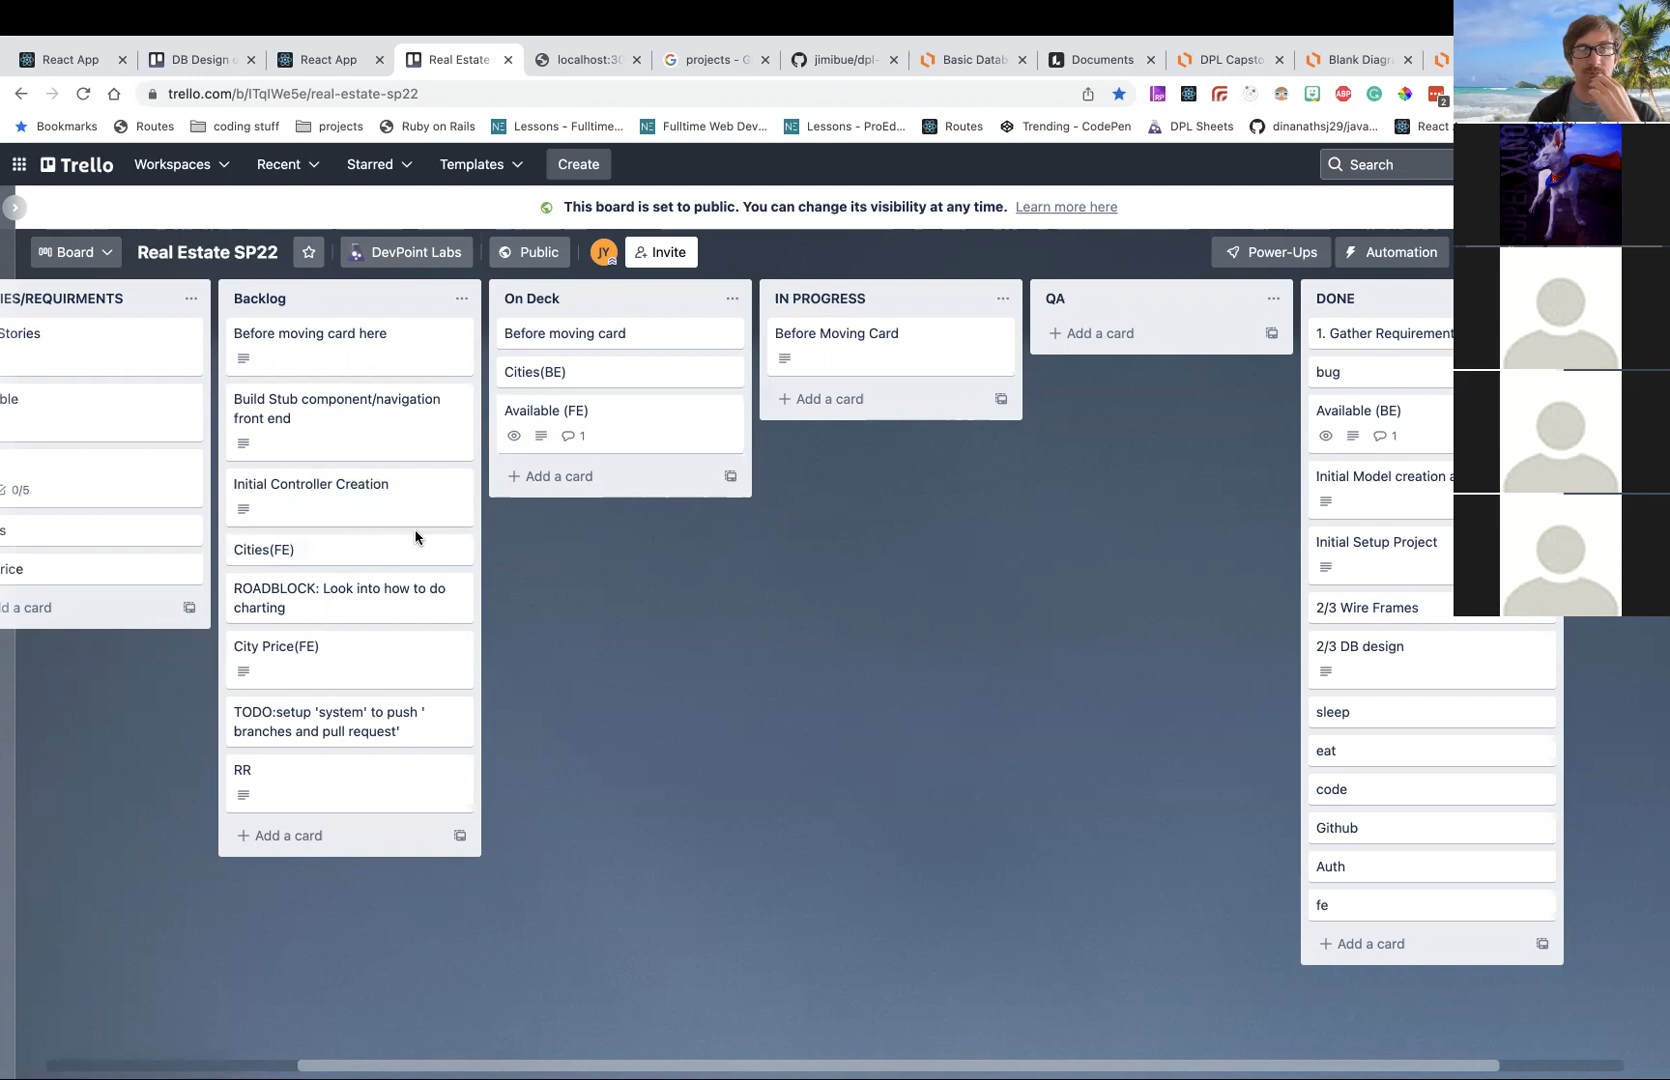 React App
DB Design o
React App
Real Estate
localhost:30
projects - G
jimibue/dpl-
Basic Datab
Documents
DPL Capsto
Blank Diagr
trello.com/b/lTqIWe5e/real-estate-sp22
2
Bookmarks
Routes
coding stuff
projects
Ruby on Rails
Lessons - Fulltime...
Fulltime Web Dev...
Lessons - ProEd...
Routes
Trending - CodePen
DPL Sheets
dinanathsj29/java...
React
Trello
Workspaces
Recent
Starred
Templates
Create
Search
This board is set to public. You can change its visibility at any time. Learn more here
Board
Real Estate SP22
DevPoint Labs
Public
JY
Invite
Power-Ups
Automation
IES/REQUIRMENTS
Stories
ble
0/5
s
rice
d a card
Backlog
Before moving card here
Build Stub component/navigation
front end
Initial Controller Creation
Cities(FE)
ROADBLOCK: Look into how to do
charting
City Price(FE)
TODO:setup 'system' to push '
branches and pull request'
RR
+ Add a card
On Deck
Before moving card
Cities(BE)
Available (FE)
1
+ Add a card
IN PROGRESS
Before Moving Card
+ Add a card
QA
+ Add a card
DONE
1. Gather Requirement
bug
Available (BE)
1
Initial Model creation a
Initial Setup Project
2/3 Wire Frames
2/3 DB design
sleep
eat
code
Github
Auth
fe
+ Add a card